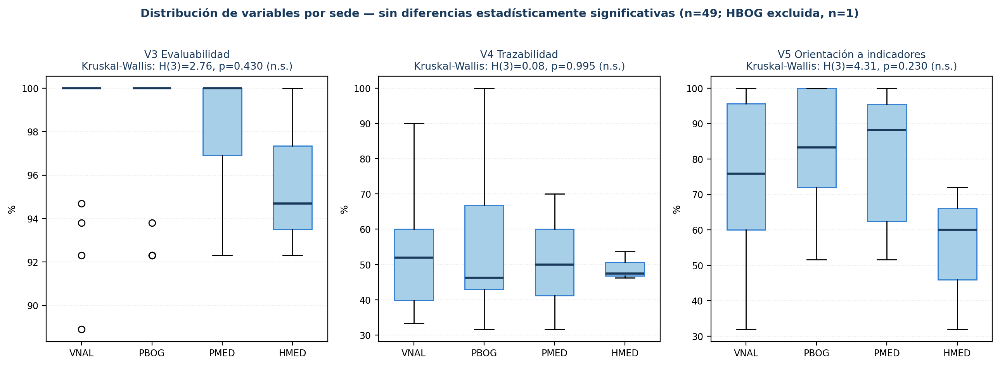 Distribución de variables por sede — sin diferencias estadísticamente significativas (n=49; HBOG excluida, n=1)
V3 Evaluabilidad
Kruskal-Wallis: H(3)=2.76, p=0.430 (n.s.)
100
98
96
94
92
90
%
VNAL
PBOG
PMED
HMED
V4 Trazabilidad
Kruskal-Wallis: H(3)=0.08, p=0.995 (n.s.)
100
90
80
70
60
50
40
30
%
VNAL
PBOG
PMED
HMED
V5 Orientación a indicadores
Kruskal-Wallis: H(3)=4.31, p=0.230 (n.s.)
100
90
80
70
60
50
40
30
%
VNAL
PBOG
PMED
HMED